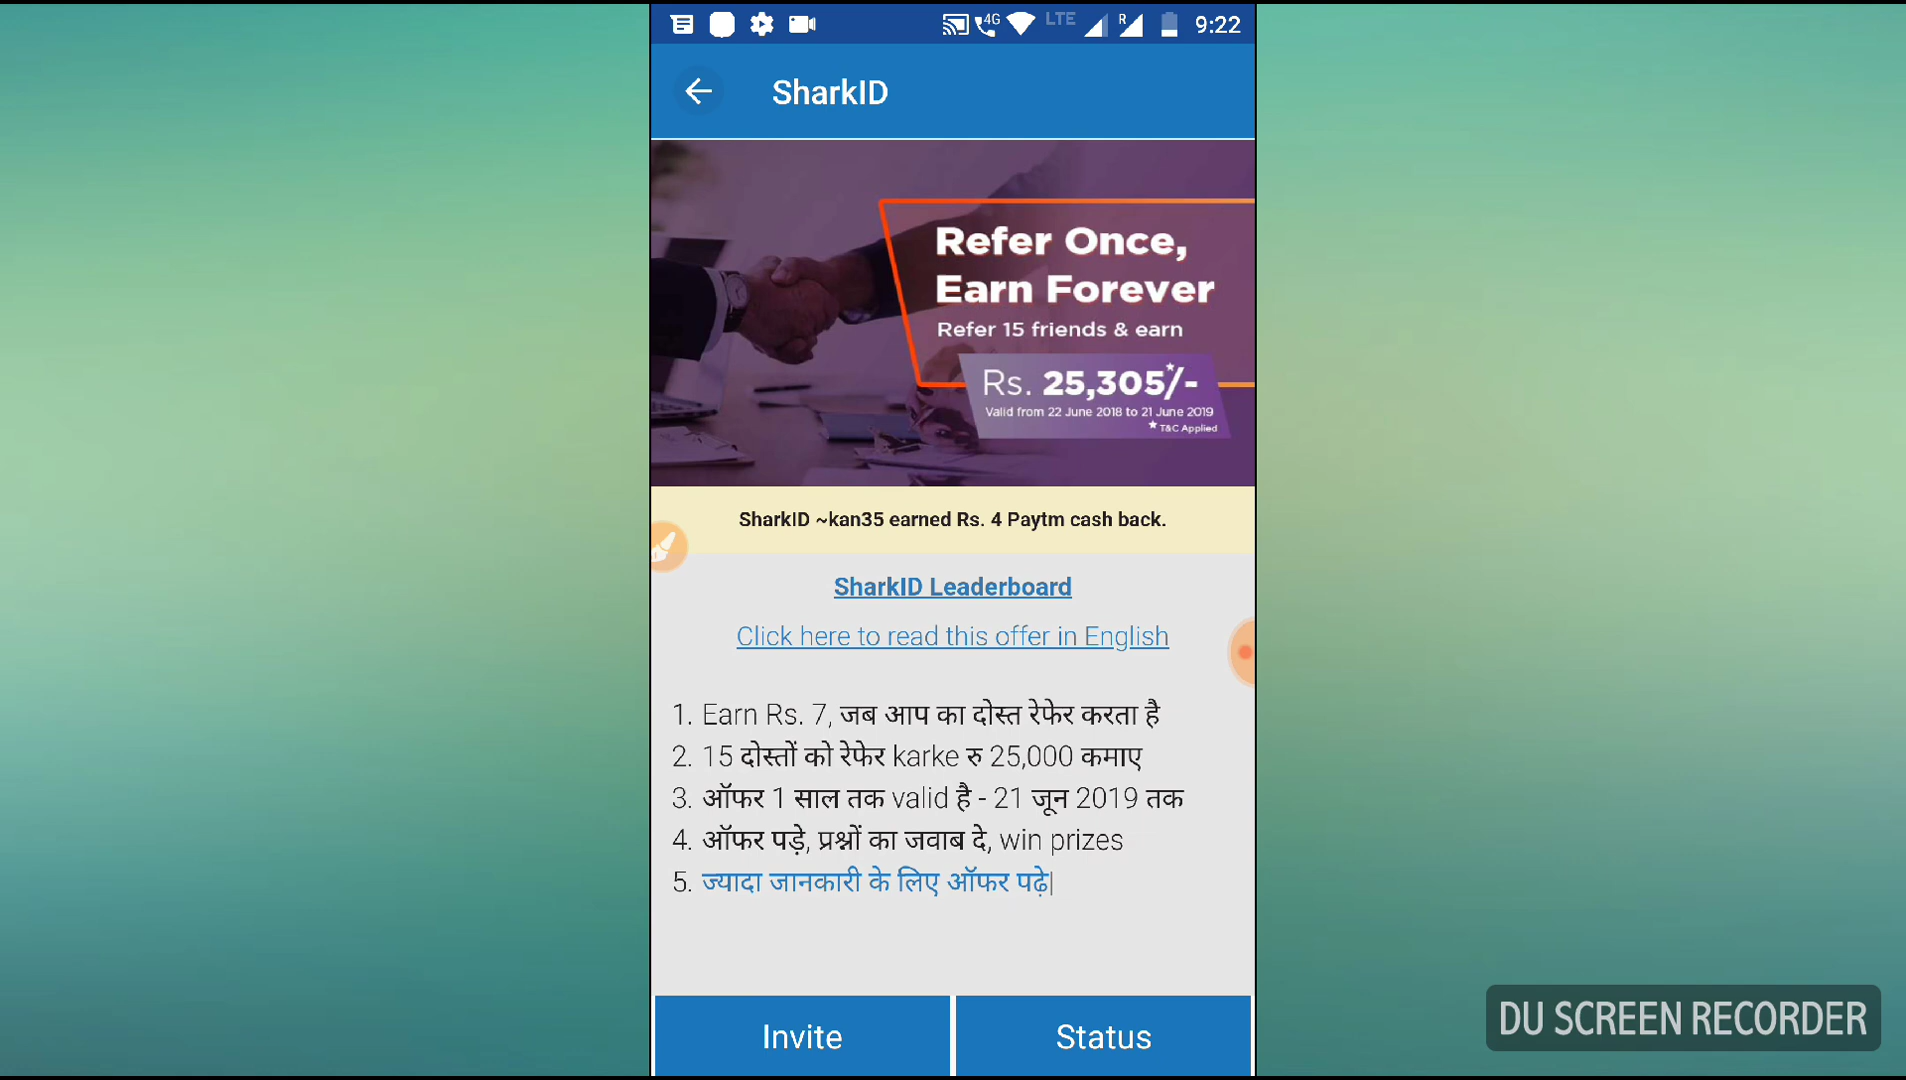 4G LTE R 9:22
SharkID
Refer Once,
Earn Forever
Refer 15 friends & earn
Rs. 25,305*/-
Valid from 22 June 2018 to 21 June 2019
* T&C Applied
SharkID ~kan35 earned Rs. 4 Paytm cash back.
SharkID Leaderboard
Click here to read this offer in English
1. Earn Rs. 7, जब आप का दोस्त रेफेर करता है
2. 15 दोस्तों को रेफेर karke रु 25,000 कमाए
3. ऑफर 1 साल तक valid है - 21 जून 2019 तक
4. ऑफर पड़े, प्रश्नों का जवाब दे, win prizes
5. ज्यादा जानकारी के लिए ऑफर पढ़े|
Invite Status
DU SCREEN RECORDER